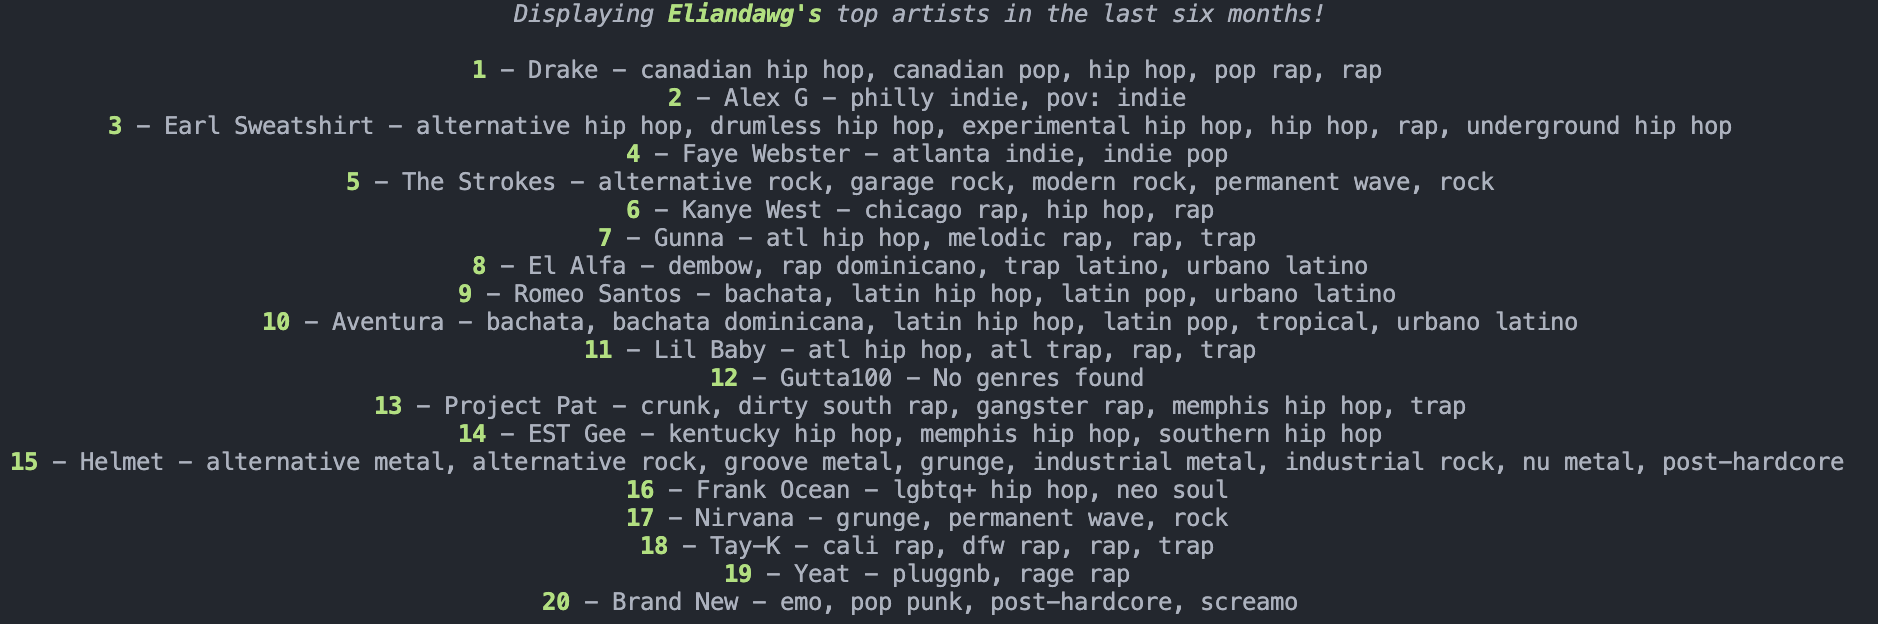 Displaying Eliandawg's top artists in the last six months!
1 – Drake – canadian hip hop, canadian pop, hip hop, pop rap, rap
2 – Alex G – philly indie, pov: indie
3 – Earl Sweatshirt – alternative hip hop, drumless hip hop, experimental hip hop, hip hop, rap, underground hip hop
4 – Faye Webster – atlanta indie, indie pop
5 – The Strokes – alternative rock, garage rock, modern rock, permanent wave, rock
6 – Kanye West – chicago rap, hip hop, rap
7 – Gunna – atl hip hop, melodic rap, rap, trap
8 – El Alfa – dembow, rap dominicano, trap latino, urbano latino
9 – Romeo Santos – bachata, latin hip hop, latin pop, urbano latino
10 – Aventura – bachata, bachata dominicana, latin hip hop, latin pop, tropical, urbano latino
11 – Lil Baby – atl hip hop, atl trap, rap, trap
12 – Gutta100 – No genres found
13 – Project Pat – crunk, dirty south rap, gangster rap, memphis hip hop, trap
14 – EST Gee – kentucky hip hop, memphis hip hop, southern hip hop
15 – Helmet – alternative metal, alternative rock, groove metal, grunge, industrial metal, industrial rock, nu metal, post-hardcore
16 – Frank Ocean – lgbtq+ hip hop, neo soul
17 – Nirvana – grunge, permanent wave, rock
18 – Tay-K – cali rap, dfw rap, rap, trap
19 – Yeat – pluggnb, rage rap
20 – Brand New – emo, pop punk, post-hardcore, screamo